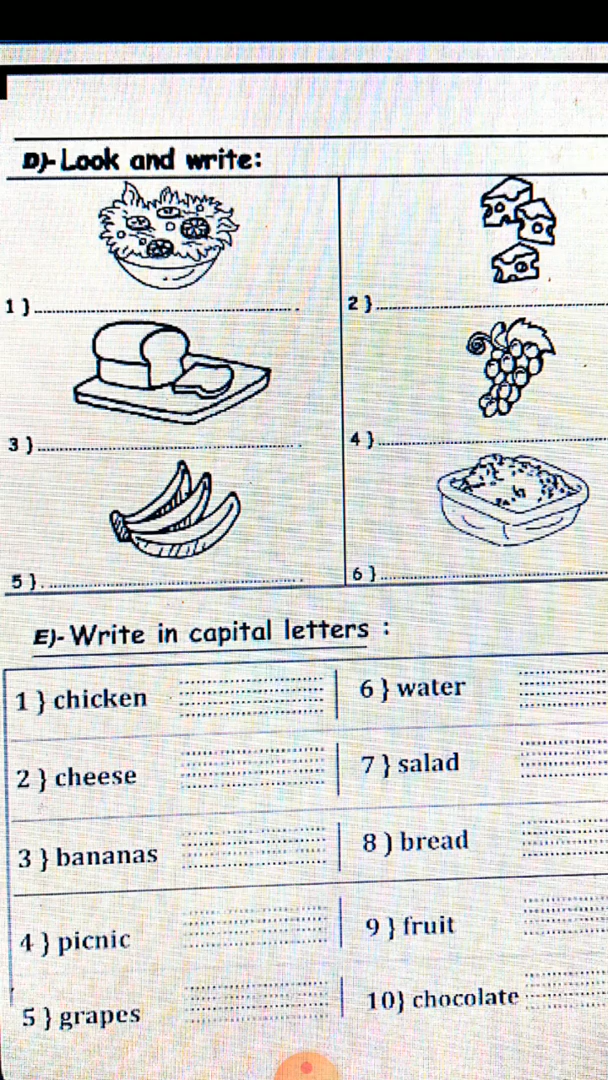 D)- Look and write:
1 } ........................................ .
2 } ........................................
3 } ........................................ .
4 } ........................................
5 } ........................................ .
6 } ........................................
E)- Write in capital letters :
1 } chicken
6 } water
2 } cheese
7 } salad
3 } bananas
8 ) bread
4 } picnic
9 } fruit
5 } grapes
10} chocolate